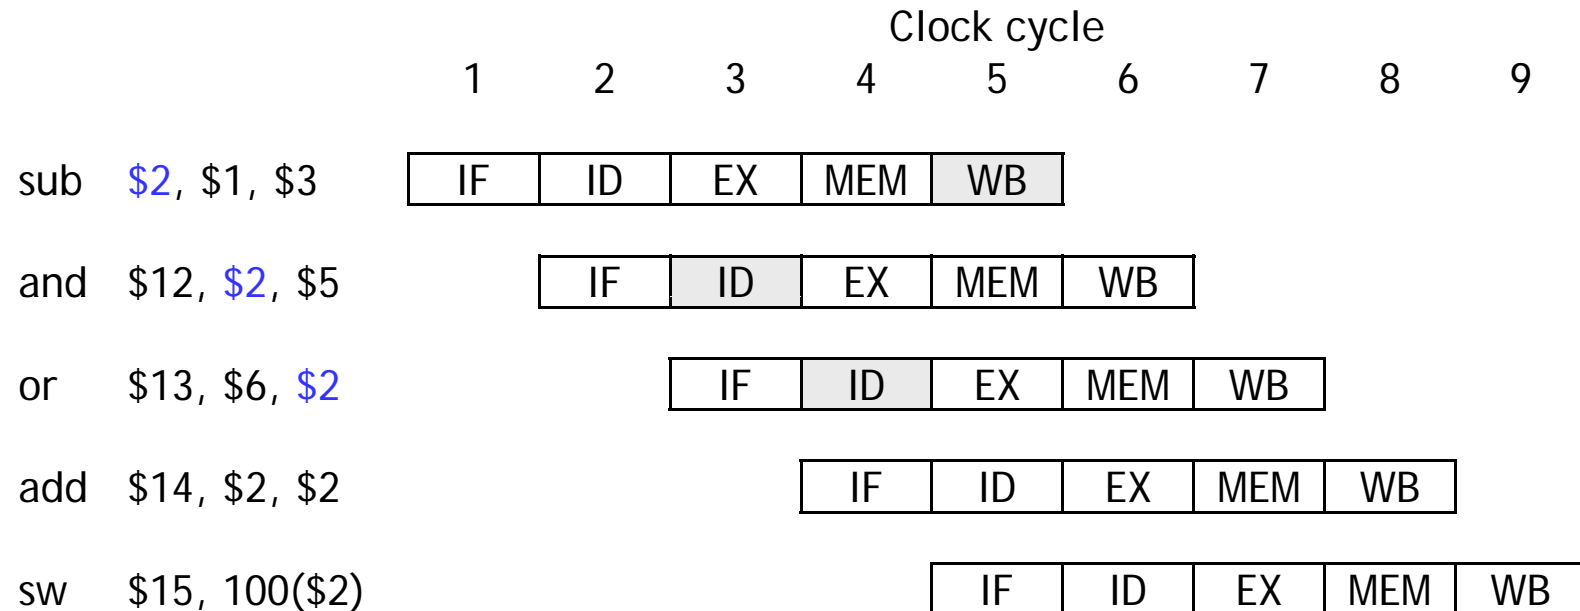 Clock cycle
1 2 3 4 5 6 7 8 9
sub $2, $1, $3 IF ID EX MEM WB
and $12, $2, $5 IF ID EX MEM WB
or $13, $6, $2 IF ID EX MEM WB
add $14, $2, $2 IF ID EX MEM WB
sw $15, 100($2) IF ID EX MEM WB